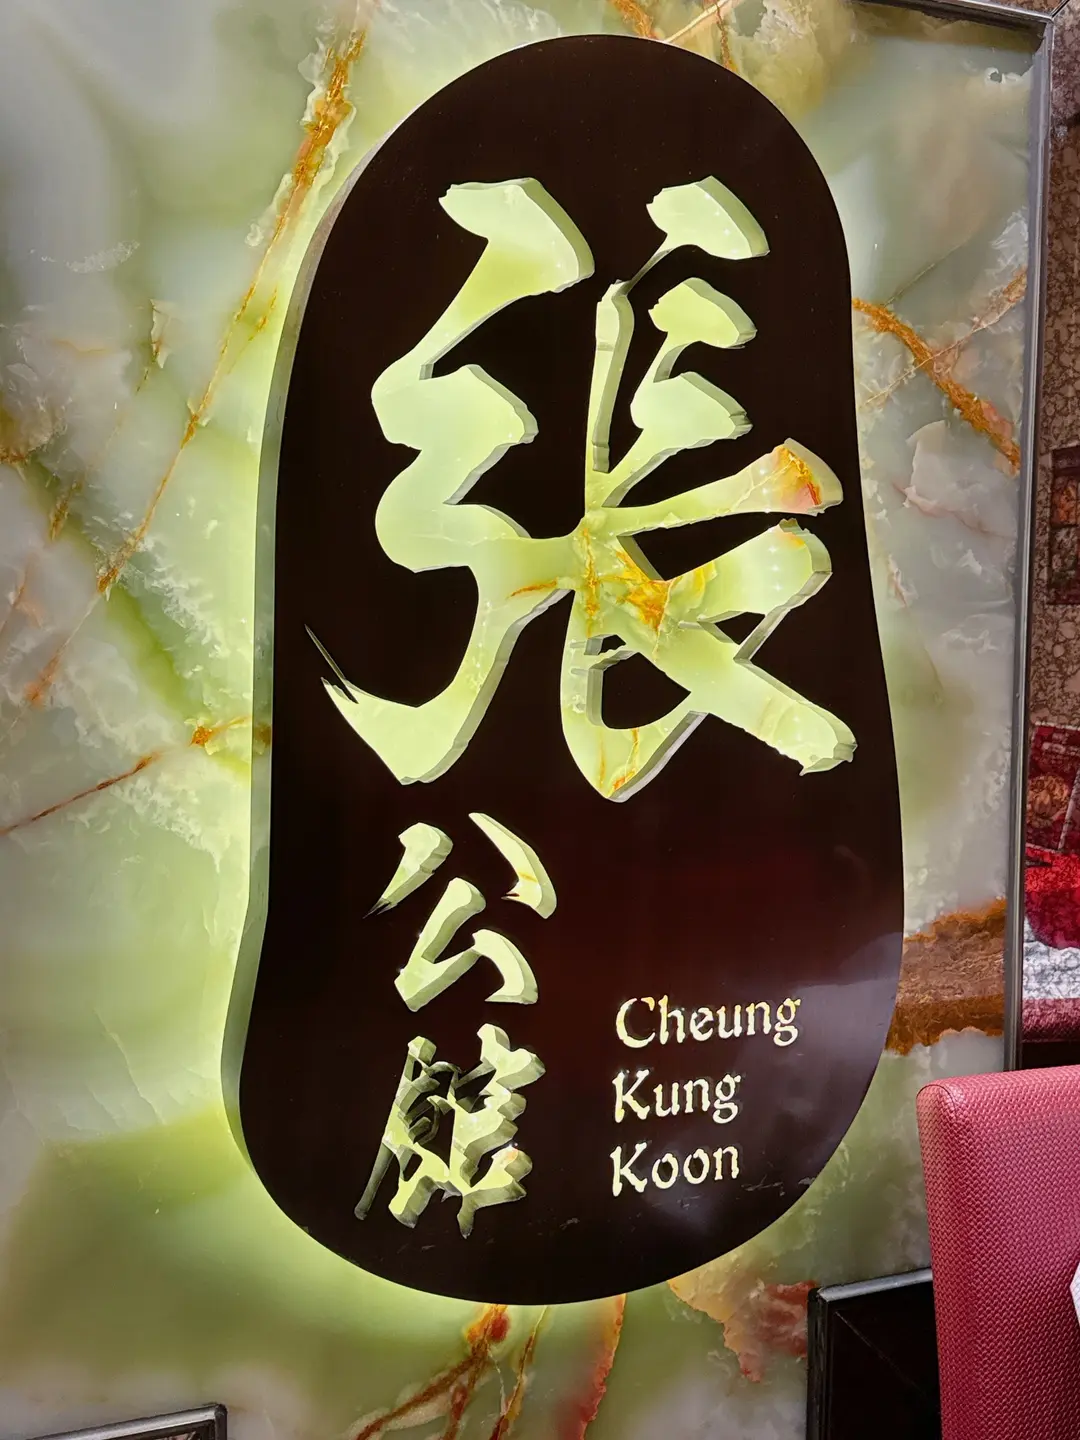 張
公
館
Cheung
Kung
Koon